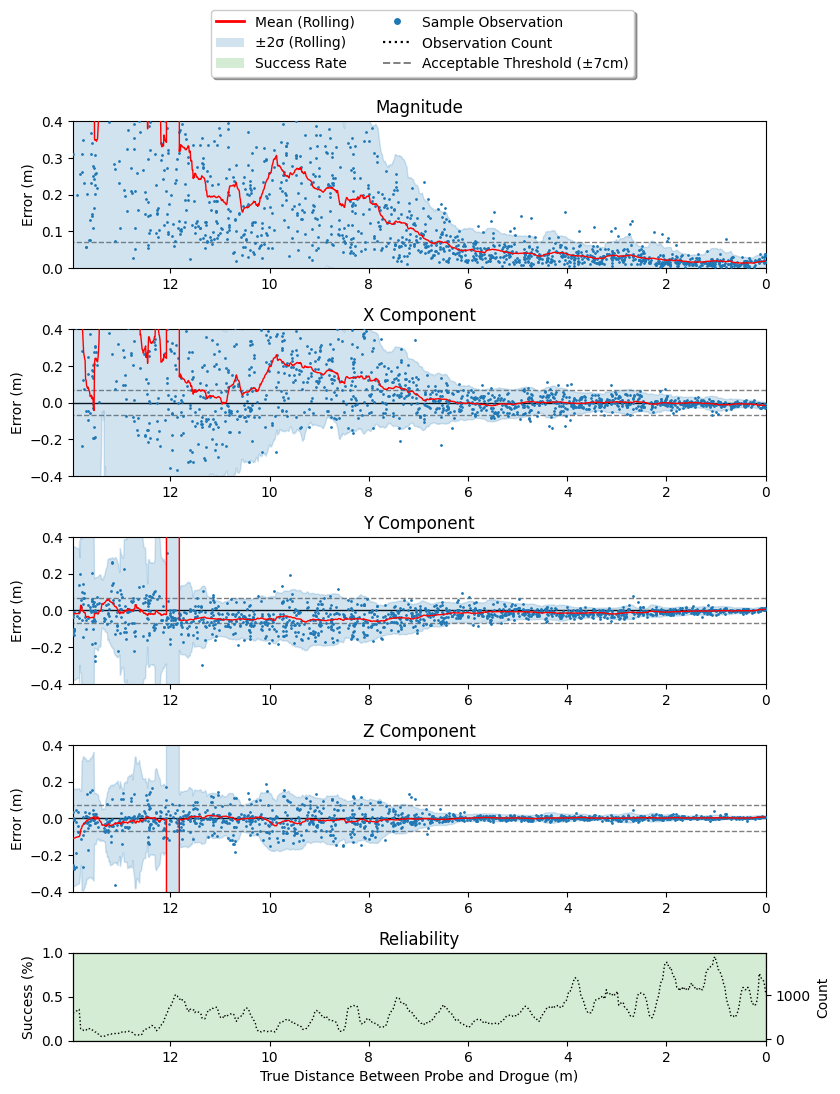 Mean (Rolling) Sample Observation
±2σ (Rolling) Observation Count
Success Rate Acceptable Threshold (±7cm)
Magnitude
Error (m)
0.4
0.3
0.2
0.1
0.0
12 10 8 6 4 2 0
X Component
Error (m)
0.4
0.2
0.0
−0.2
−0.4
12 10 8 6 4 2 0
Y Component
Error (m)
0.4
0.2
0.0
−0.2
−0.4
12 10 8 6 4 2 0
Z Component
Error (m)
0.4
0.2
0.0
−0.2
−0.4
12 10 8 6 4 2 0
Reliability
Success (%)
1.0
0.5
0.0
1000
0
Count
12 10 8 6 4 2 0
True Distance Between Probe and Drogue (m)